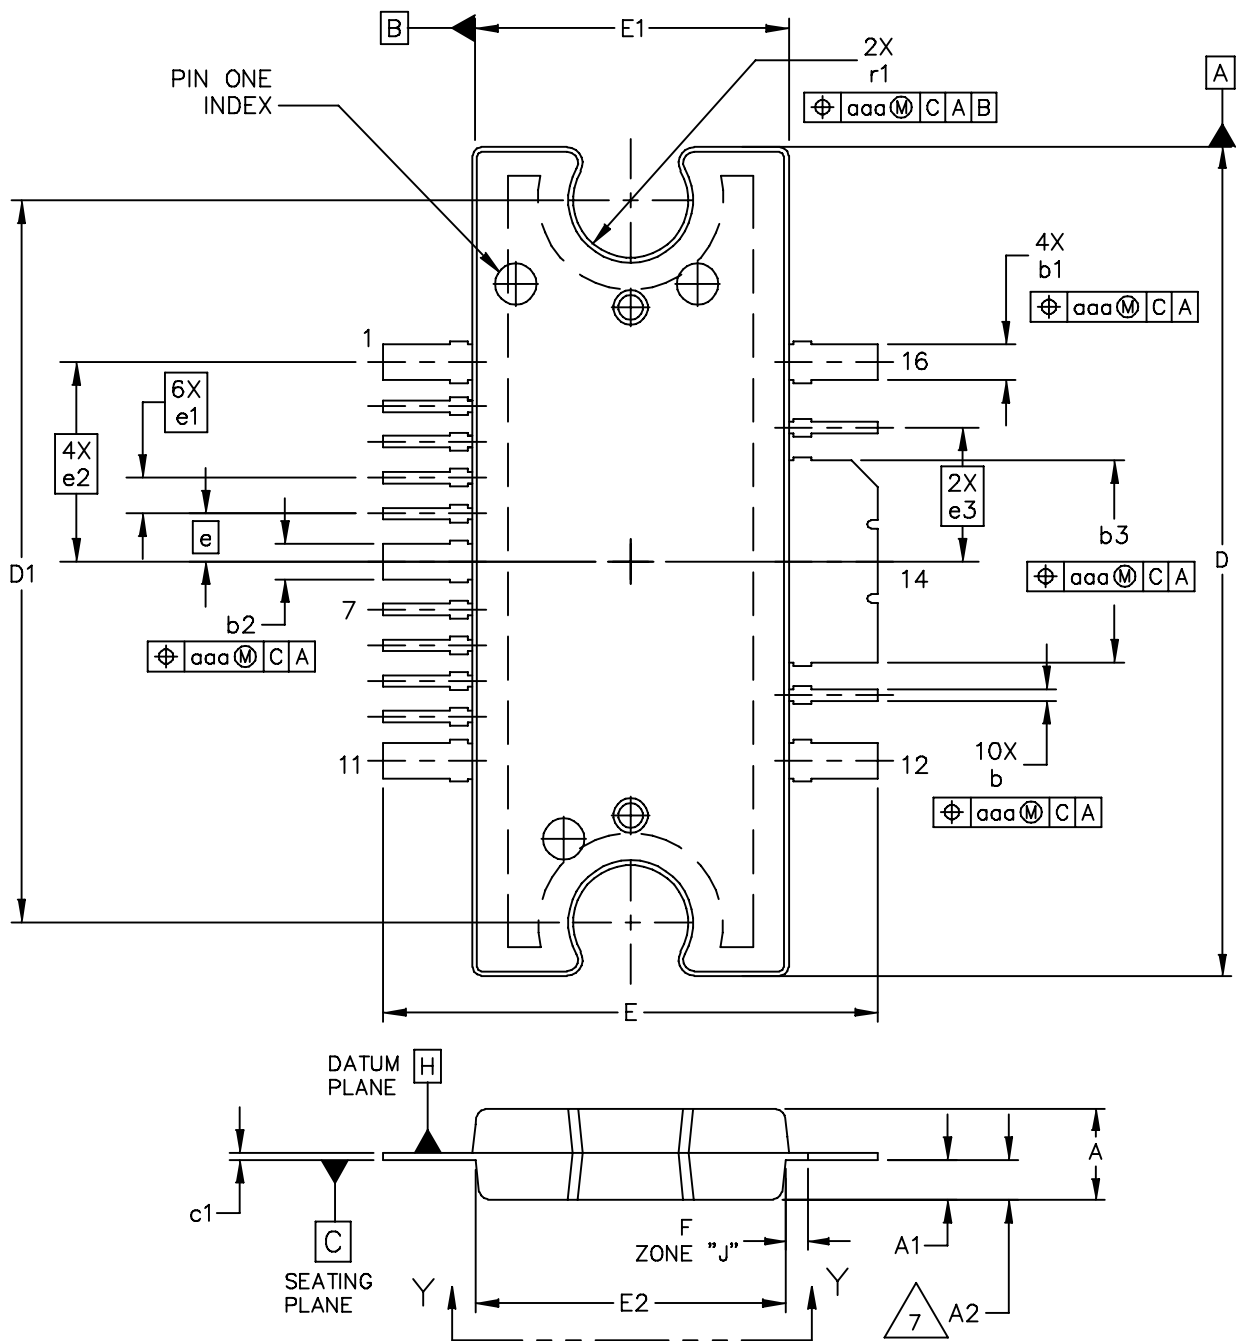 B
E1
2X
r1
⌖ aaa Ⓜ C A B
A
PIN ONE
INDEX
4X
b1
⌖ aaa Ⓜ C A
1
16
6X
e1
4X
e2
2X
e3
e
b3
⌖ aaa Ⓜ C A
D1
14
D
7
b2
⌖ aaa Ⓜ C A
11
12
10X
b
⌖ aaa Ⓜ C A
E
DATUM
PLANE
H
A
c1
C
SEATING
PLANE
F
ZONE "J"
A1
Y
E2
Y
7
A2